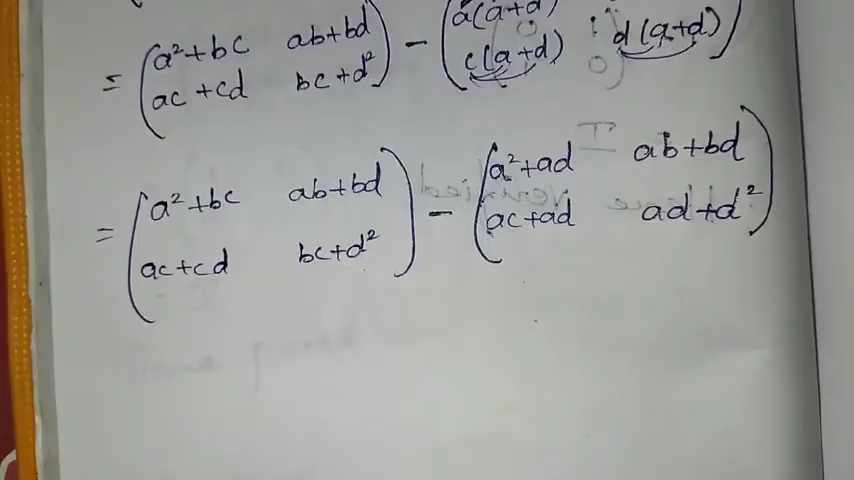 a(a+d)
= (a²+bc ab+bd ac+cd bc+d²) - (c(a+d) d(a+d))
= (a²+bc ab+bd) - (a²+ad ab+bd)
ac+cd bc+d² ac+ad ad+d²